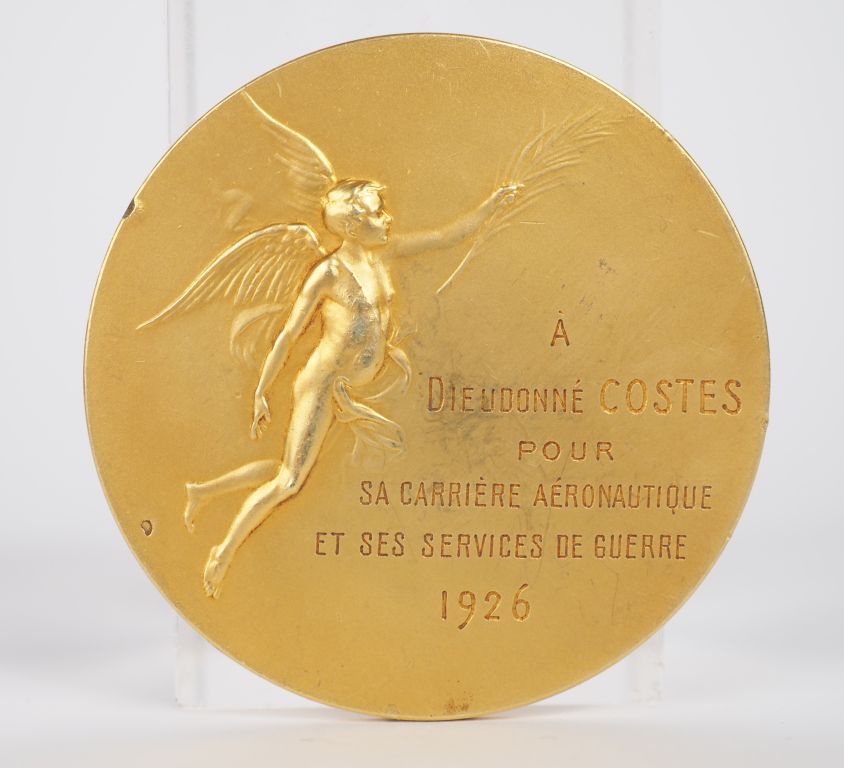 À
DIEUDONNÉ COSTES
POUR
SA CARRIÈRE AÉRONAUTIQUE
ET SES SERVICES DE GUERRE
1926